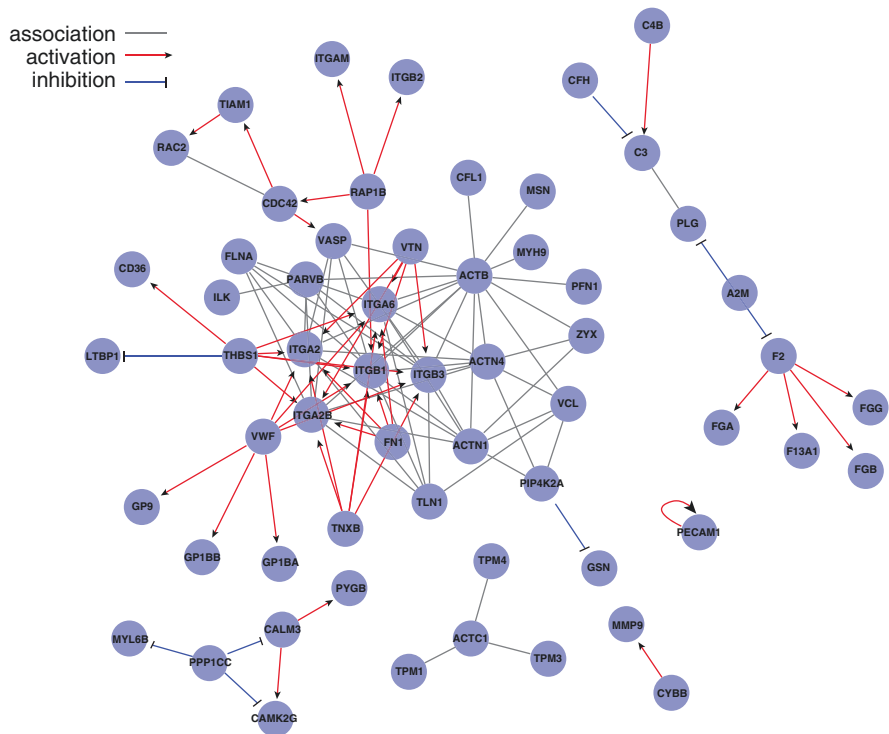 association
activation
inhibition
C4B
ITGAM
ITGB2
CFH
TIAM1
RAC2
C3
CFL1
MSN
RAP1B
CDC42
PLG
VASP
VTN
FLNA
MYH9
CD36
PARVB
ACTB
ILK
PFN1
A2M
ITGA6
ZYX
LTBP1
THBS1
ITGA2
F2
ITGB1
ITGB3
ACTN4
VCL
FGG
ITGA2B
FGA
VWF
FN1
ACTN1
F13A1
FGB
PIP4K2A
GP9
TLN1
TNXB
PECAM1
GP1BB
GP1BA
GSN
TPM4
PYGB
MMP9
MYL6B
CALM3
ACTC1
PPP1CC
TPM1
TPM3
CYBB
CAMK2G